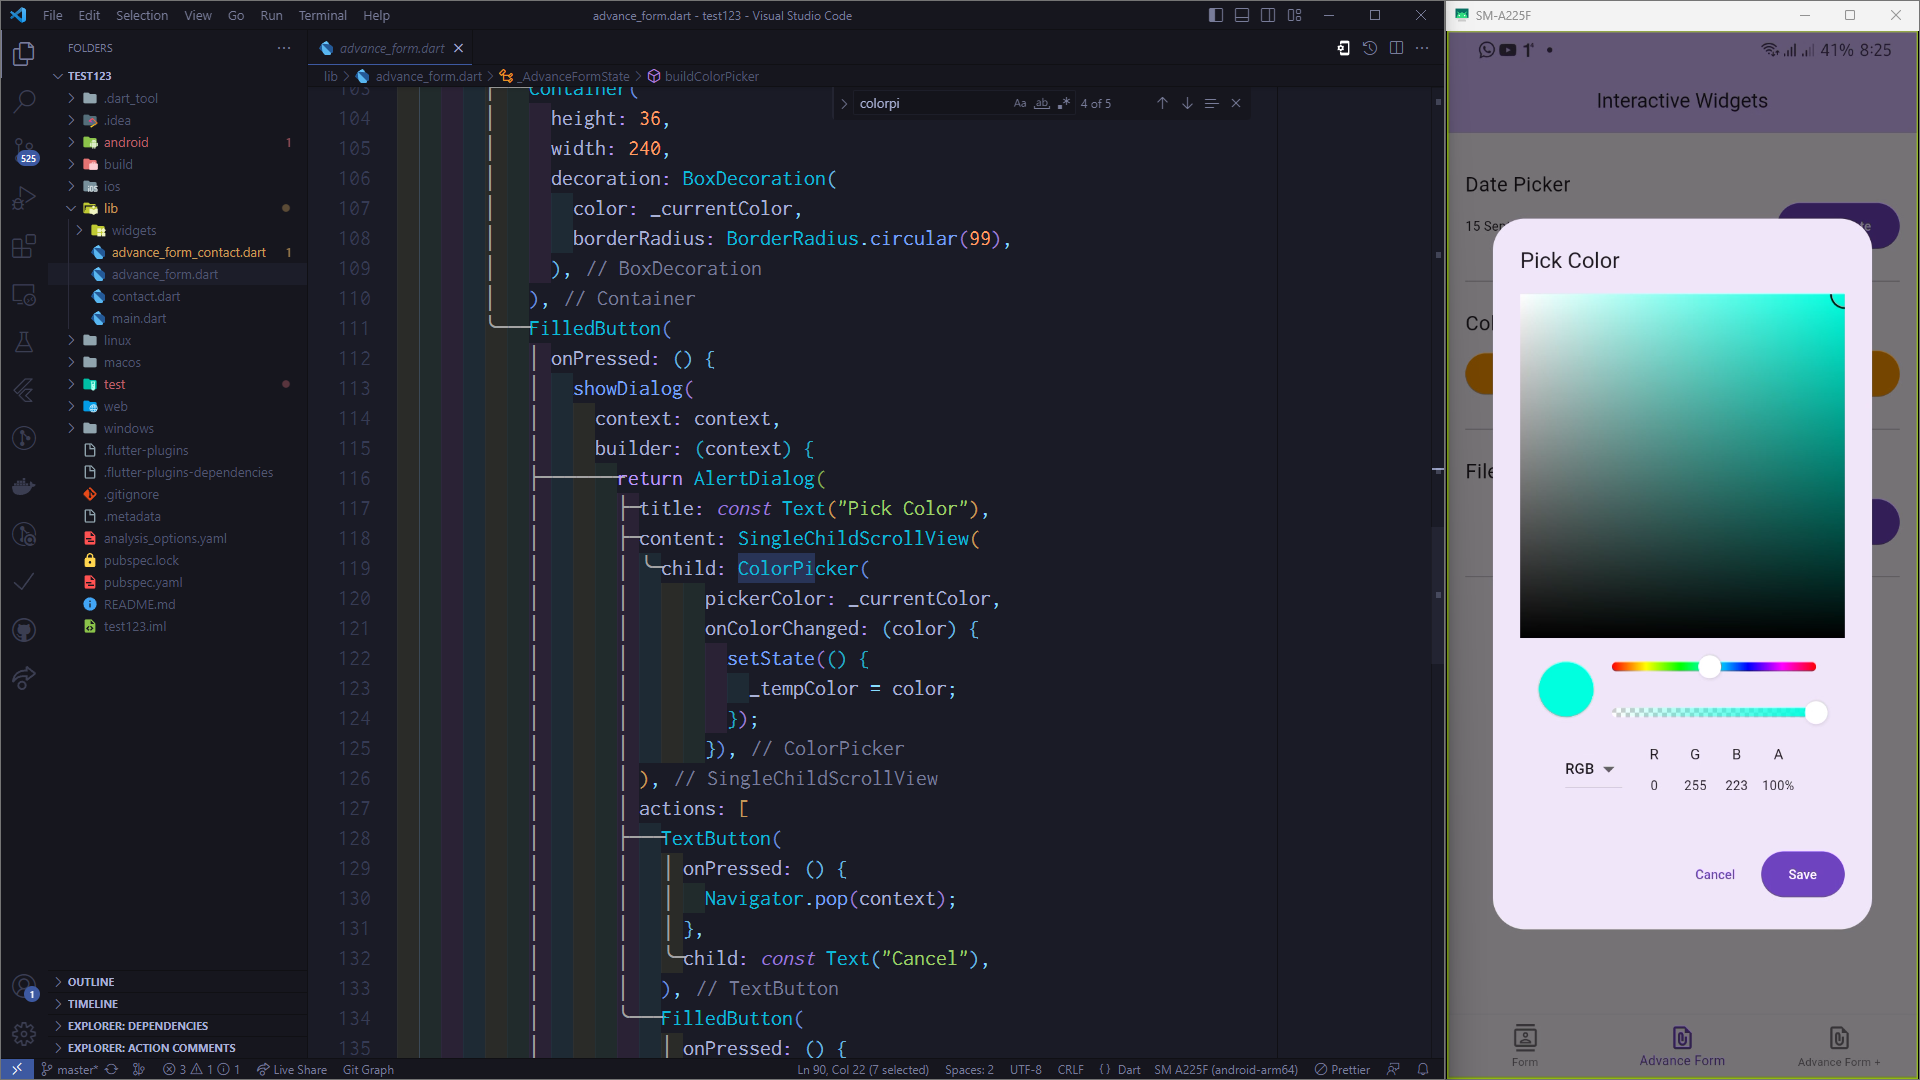 File Edit Selection View Go Run Terminal Help
advance_form.dart - test123 - Visual Studio Code
SM-A225F
FOLDERS
TEST123
.dart_tool
.idea
android 1
build
ios
lib
widgets
advance_form_contact.dart 1
advance_form.dart
contact.dart
main.dart
linux
macos
test
web
windows
.flutter-plugins
.flutter-plugins-dependencies
.gitignore
.metadata
analysis_options.yaml
pubspec.lock
pubspec.yaml
README.md
test123.iml
OUTLINE
TIMELINE
EXPLORER: DEPENDENCIES
EXPLORER: ACTION COMMENTS
525
1
advance_form.dart
lib > advance_form.dart > _AdvanceFormState > buildColorPicker
colorpi Aa ab 4 of 5
103 Container(
104 height: 36,
105 width: 240,
106 decoration: BoxDecoration(
107 color: _currentColor,
108 borderRadius: BorderRadius.circular(99),
109 ), // BoxDecoration
110 ), // Container
111 FilledButton(
112 onPressed: () {
113 showDialog(
114 context: context,
115 builder: (context) {
116 return AlertDialog(
117 title: const Text("Pick Color"),
118 content: SingleChildScrollView(
119 child: ColorPicker(
120 pickerColor: _currentColor,
121 onColorChanged: (color) {
122 setState(() {
123 _tempColor = color;
124 });
125 }), // ColorPicker
126 ), // SingleChildScrollView
127 actions: [
128 TextButton(
129 onPressed: () {
130 Navigator.pop(context);
131 },
132 child: const Text("Cancel"),
133 ), // TextButton
134 FilledButton(
135 onPressed: () {
master* 3 1 1 Live Share Git Graph
Ln 90, Col 22 (7 selected) Spaces: 2 UTF-8 CRLF {} Dart SM A225F (android-arm64) Prettier
41% 8:25
Interactive Widgets
Date Picker
15 Sep
te
Col
File
Pick Color
RGB
R G B A
0 255 223 100%
Cancel Save
Form Advance Form Advance Form +